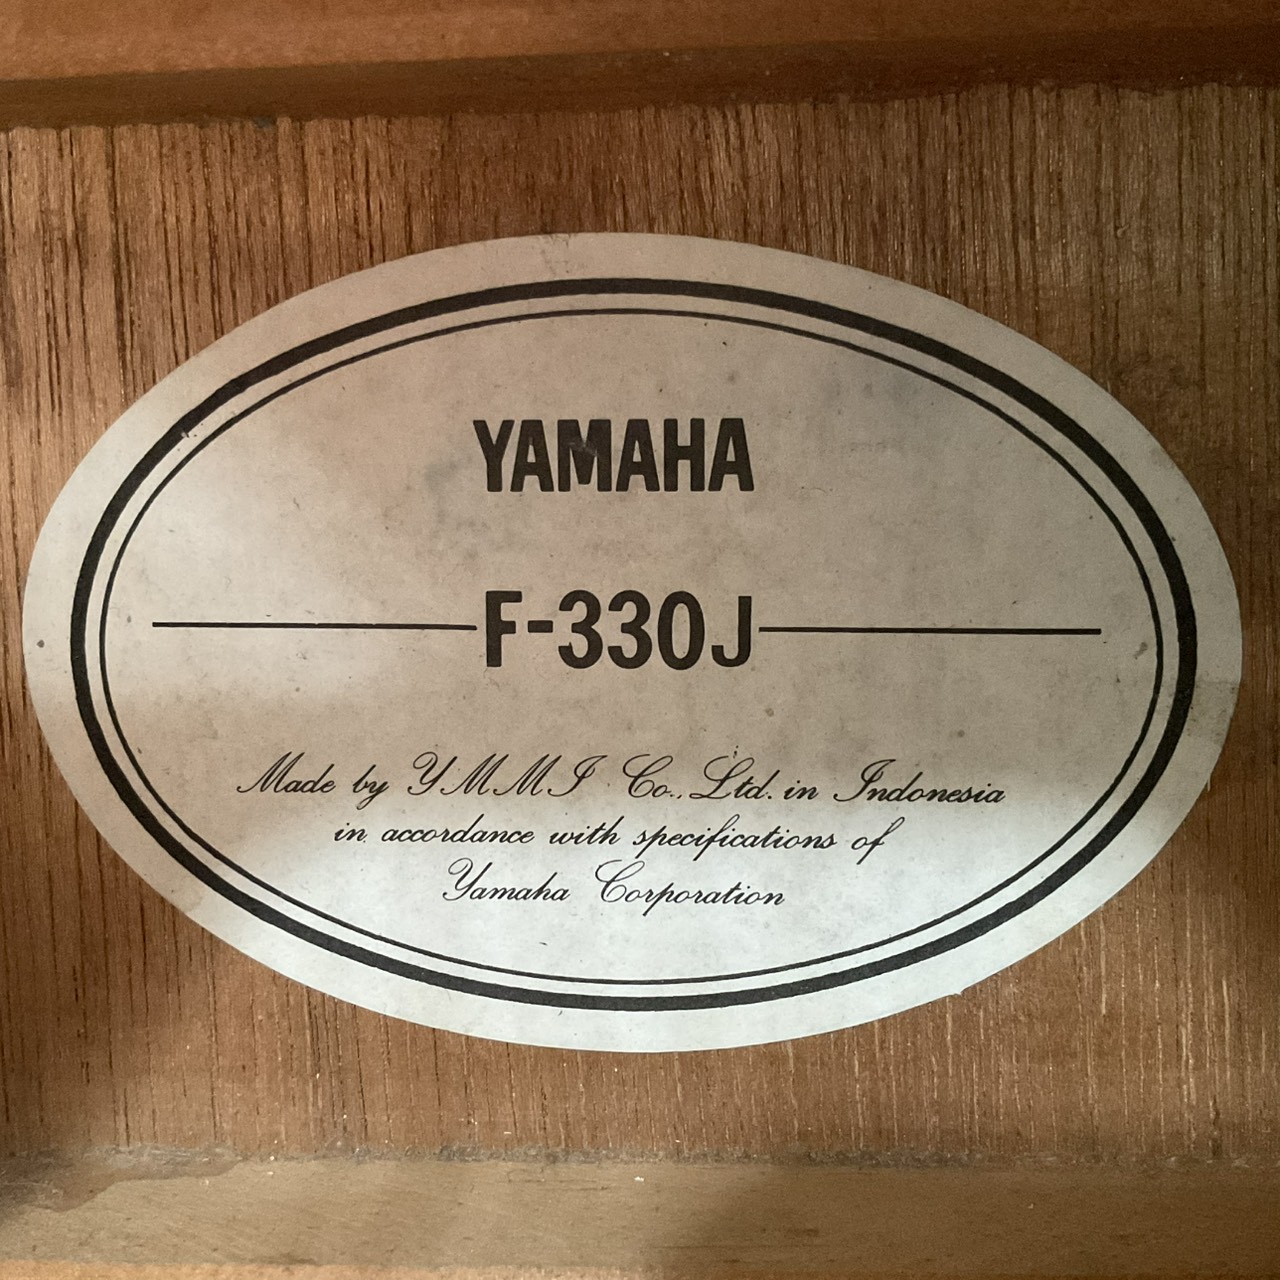 YAMAHA
F-330J
Made by YMMI Co., Ltd. in Indonesia
in accordance with specifications of
Yamaha Corporation